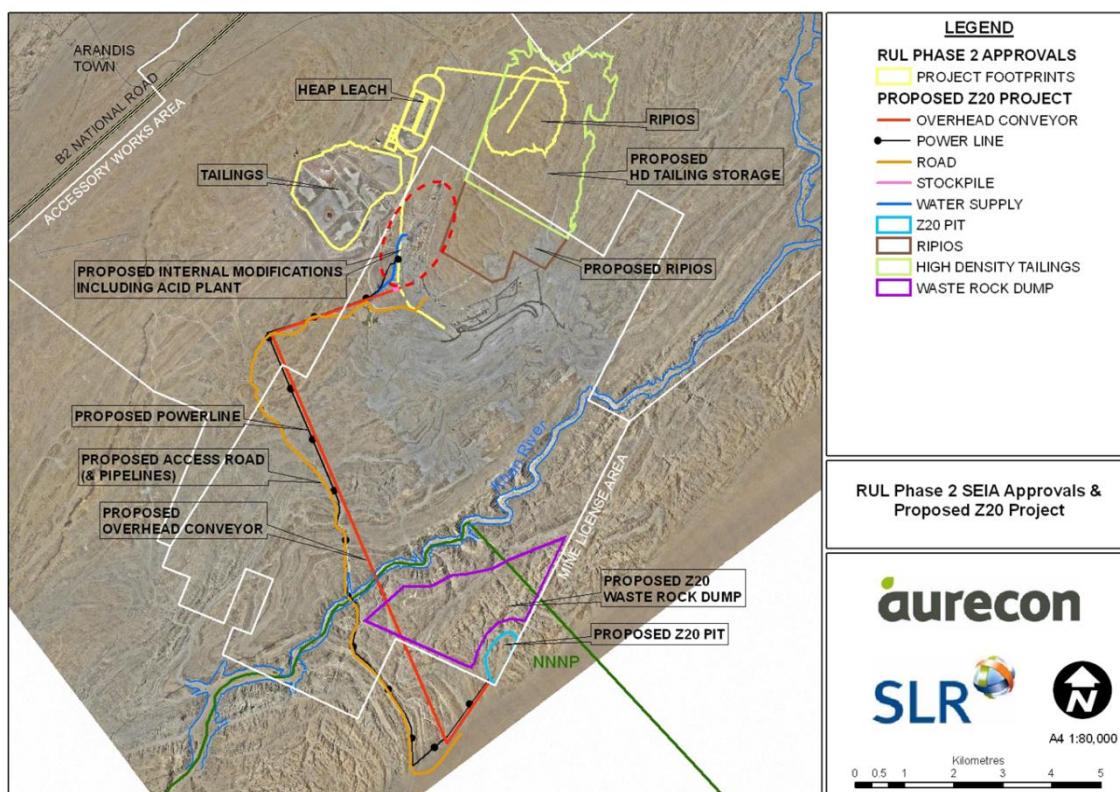 ARANDIS
TOWN
B2 NATIONAL ROAD
ACCESSORY WORKS AREA
HEAP LEACH
RIPIOS
TAILINGS
PROPOSED
HD TAILING STORAGE
PROPOSED INTERNAL MODIFICATIONS
INCLUDING ACID PLANT
PROPOSED RIPIOS
PROPOSED POWERLINE
PROPOSED ACCESS ROAD
(& PIPELINES)
PROPOSED
OVERHEAD CONVEYOR
Khan River
MINE LICENSE AREA
PROPOSED Z20
WASTE ROCK DUMP
PROPOSED Z20 PIT
NNNP
LEGEND
RUL PHASE 2 APPROVALS
PROJECT FOOTPRINTS
PROPOSED Z20 PROJECT
OVERHEAD CONVEYOR
POWER LINE
ROAD
STOCKPILE
WATER SUPPLY
Z20 PIT
RIPIOS
HIGH DENSITY TAILINGS
WASTE ROCK DUMP
RUL Phase 2 SEIA Approvals &
Proposed Z20 Project
aurecon
SLR
N
A4 1:80,000
Kilometres
0 0.5 1 2 3 4 5